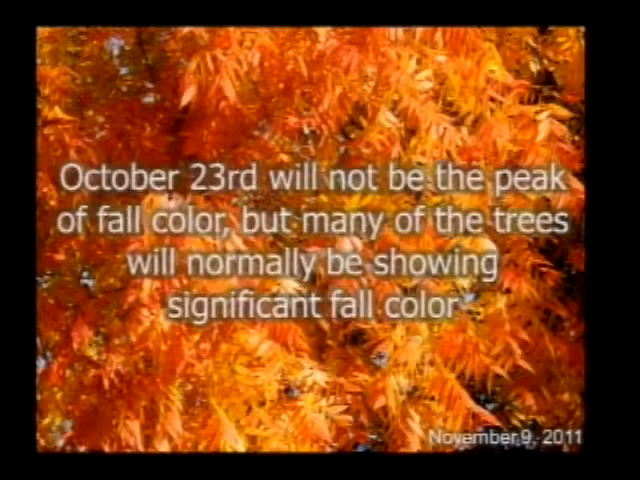 October 23rd will not be the peak
of fall color, but many of the trees
will normally be showing
significant fall color
November 9, 2011